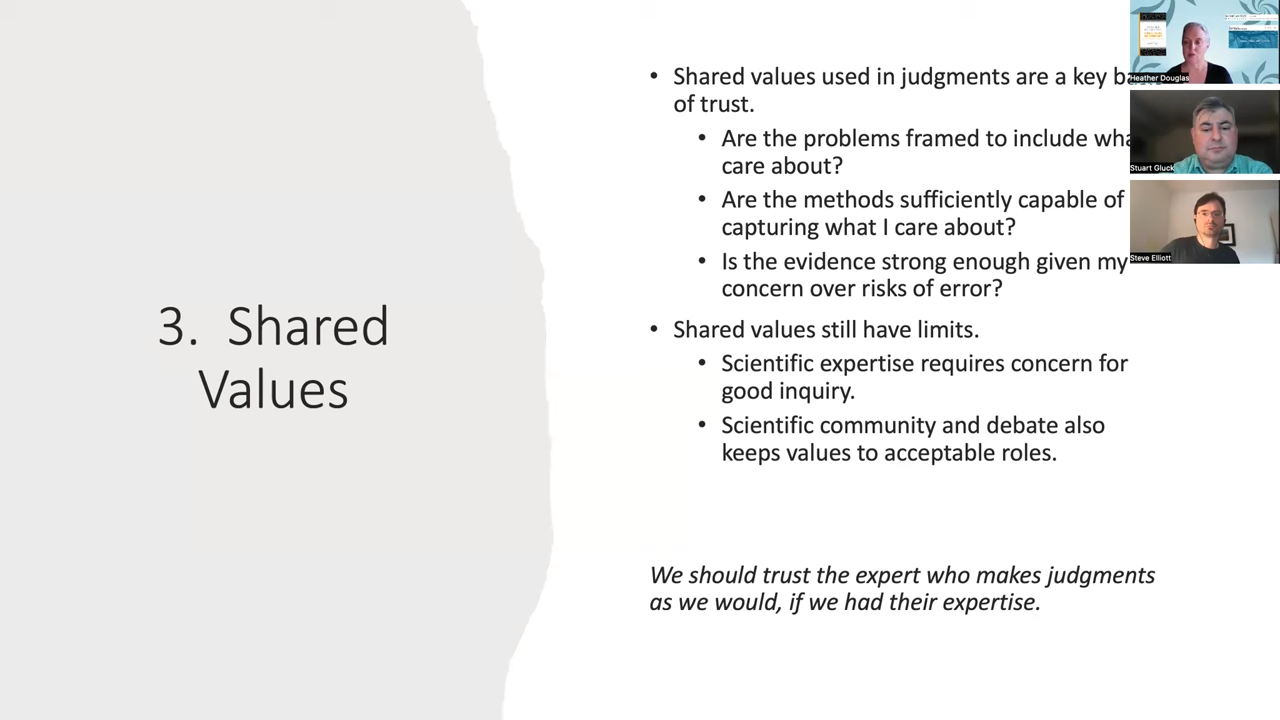 3. Shared
Values
• Shared values used in judgments are a key
of trust.
• Are the problems framed to include
care about?
• Are the methods sufficiently capable of
capturing what I care about?
• Is the evidence strong enough given my
concern over risks of error?
• Shared values still have limits.
• Scientific expertise requires concern for
good inquiry.
• Scientific community and debate also
keeps values to acceptable roles.
We should trust the expert who makes judgments
as we would, if we had their expertise.
Heather Douglas
Stuart Gluck
Steve Elliott